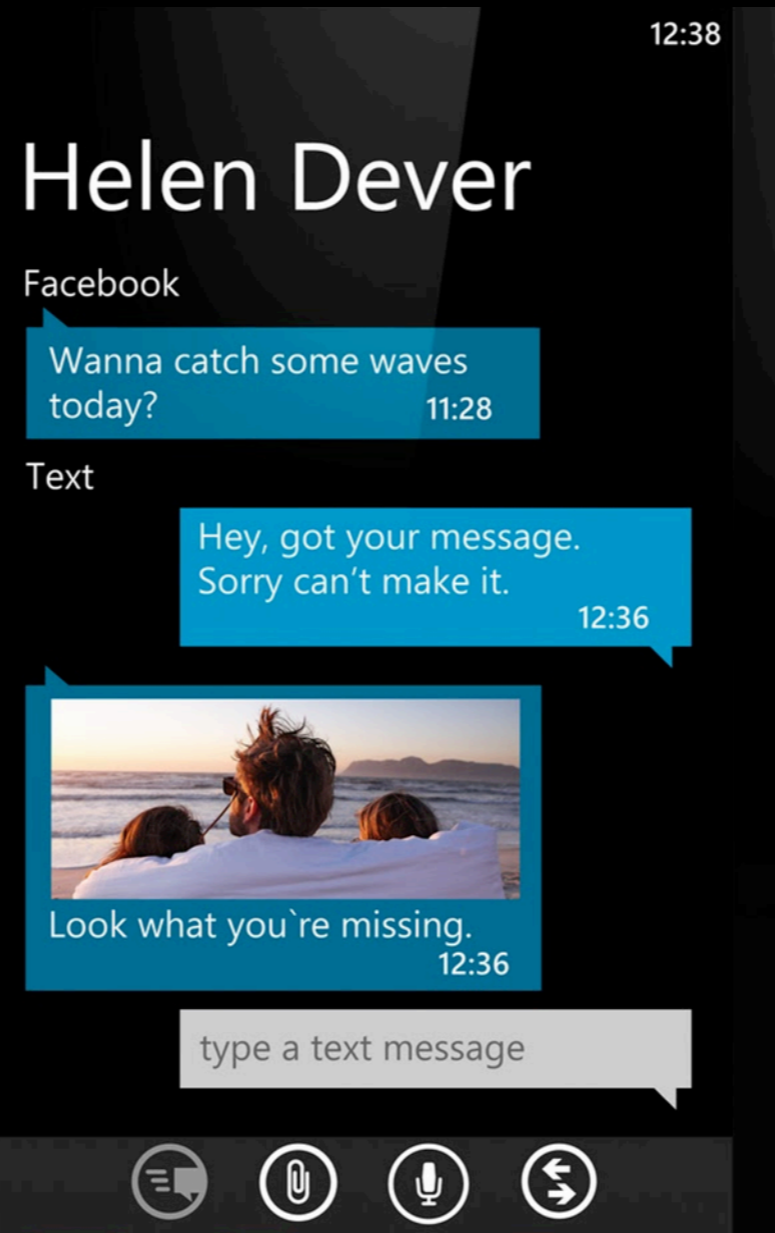 12:38
Helen Dever
Facebook
Wanna catch some waves
today?
11:28
Text
Hey, got your message.
Sorry can’t make it.
12:36
Look what you`re missing.
12:36
type a text message